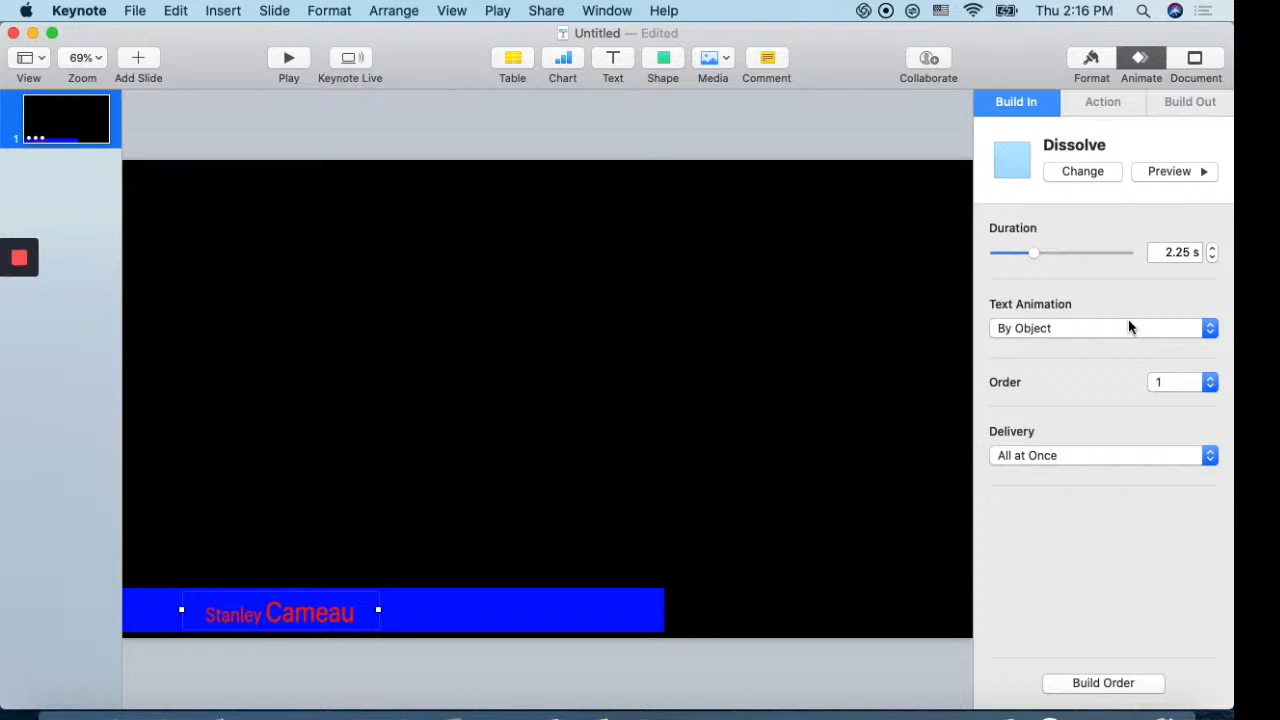 Keynote File Edit Insert Slide Format Arrange View Play Share Window Help Thu 2:16 PM
Untitled — Edited
69%
View Zoom Add Slide Play Keynote Live Table Chart Text Shape Media Comment Collaborate Format Animate Document
Build In Action Build Out
1
Dissolve
Change Preview
Duration
2.25 s
Text Animation
By Object
Order 1
Delivery
All at Once
Stanley Cameau
Build Order